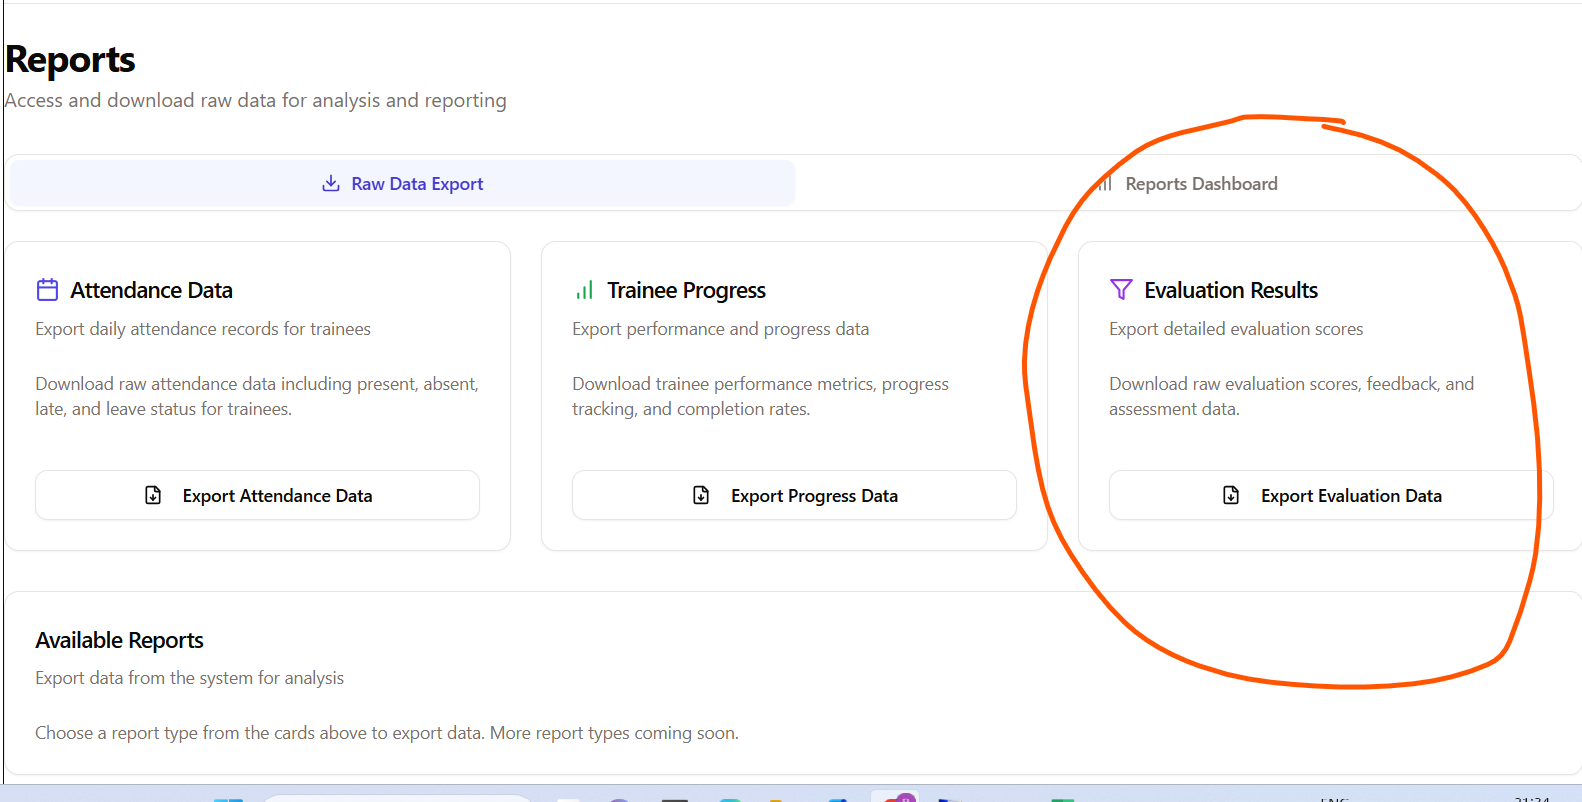 Reports
Access and download raw data for analysis and reporting
Raw Data Export
Reports Dashboard
Attendance Data
Export daily attendance records for trainees
Download raw attendance data including present, absent,
late, and leave status for trainees.
Export Attendance Data
Trainee Progress
Export performance and progress data
Download trainee performance metrics, progress
tracking, and completion rates.
Export Progress Data
Evaluation Results
Export detailed evaluation scores
Download raw evaluation scores, feedback, and
assessment data.
Export Evaluation Data
Available Reports
Export data from the system for analysis
Choose a report type from the cards above to export data. More report types coming soon.